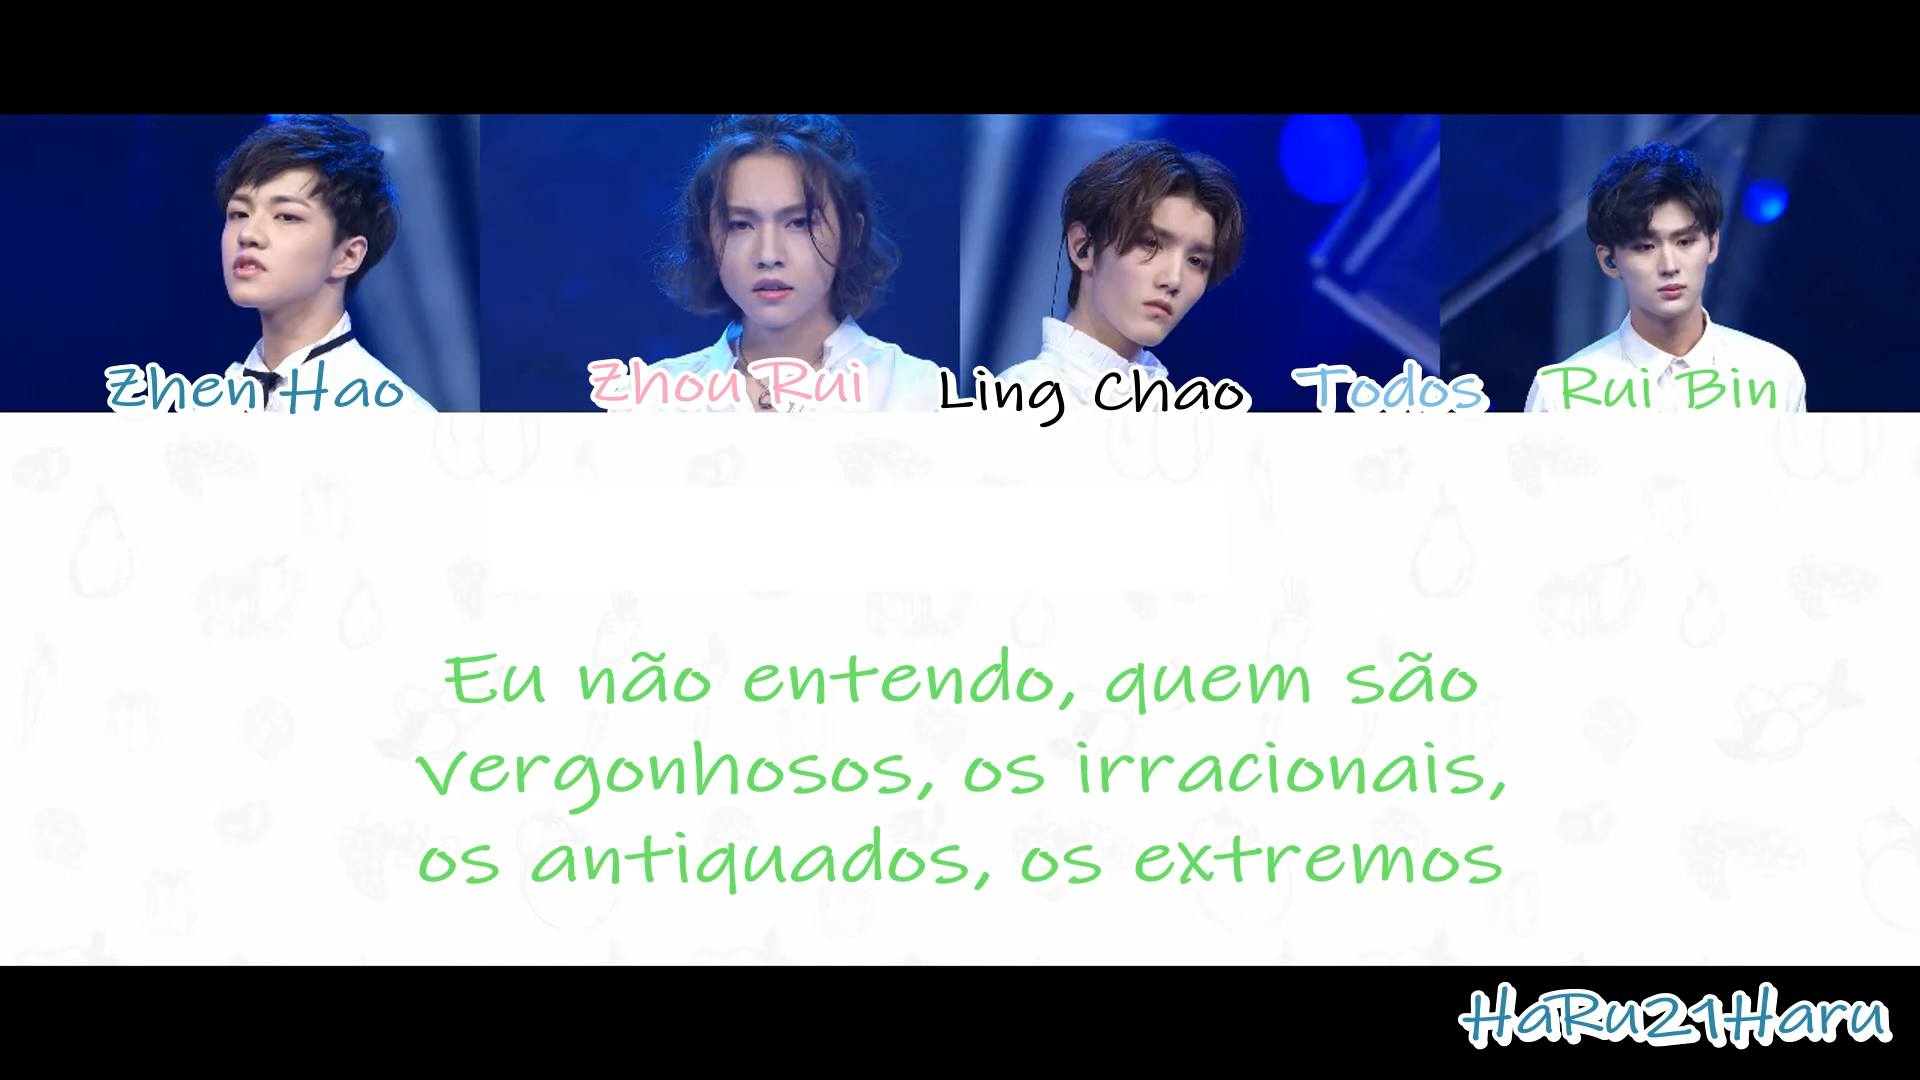 Zhen Hao
Zhou Rui
Ling Chao
Todos
Rui Bin
Eu não entendo, quem são
vergonhosos, os irracionais,
os antiquados, os extremos
HaRu21Haru